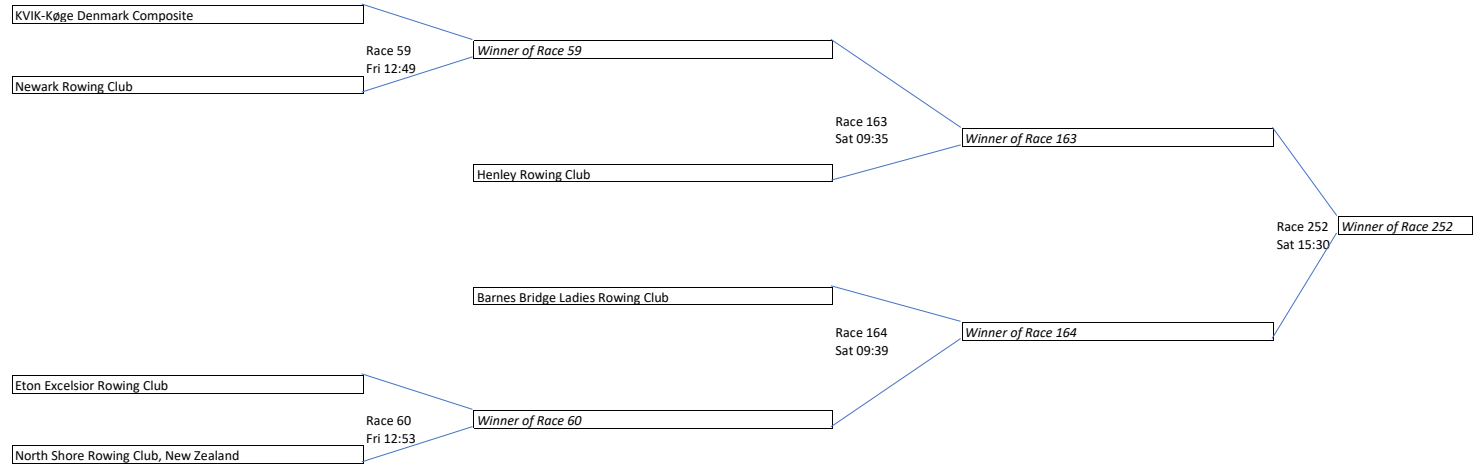 KVIK-Køge Denmark Composite
Race 59
Fri 12:49
Winner of Race 59
Newark Rowing Club
Race 163
Sat 09:35
Winner of Race 163
Henley Rowing Club
Race 252
Sat 15:30
Winner of Race 252
Barnes Bridge Ladies Rowing Club
Race 164
Sat 09:39
Winner of Race 164
Eton Excelsior Rowing Club
Race 60
Fri 12:53
Winner of Race 60
North Shore Rowing Club, New Zealand